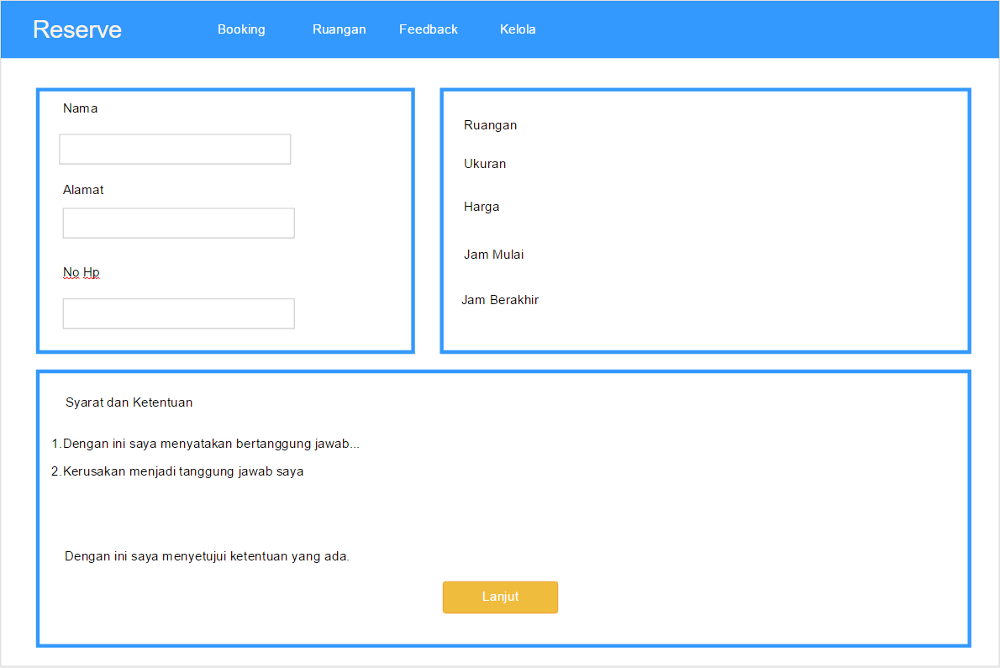 Reserve
Booking
Ruangan
Feedback
Kelola
Nama
Alamat
No Hp
Ruangan
Ukuran
Harga
Jam Mulai
Jam Berakhir
Syarat dan Ketentuan
1.Dengan ini saya menyatakan bertanggung jawab...
2.Kerusakan menjadi tanggung jawab saya
Dengan ini saya menyetujui ketentuan yang ada.
Lanjut